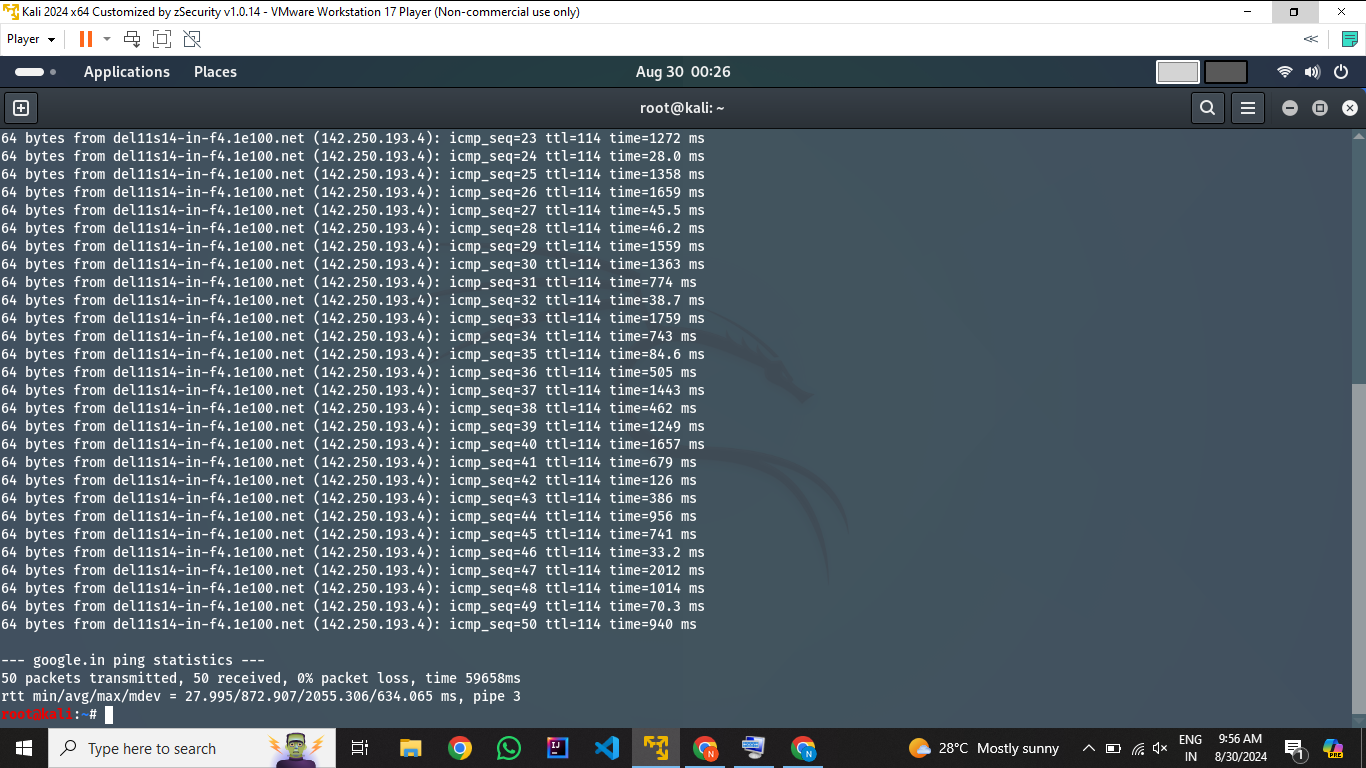 Kali 2024 x64 Customized by zSecurity v1.0.14 - VMware Workstation 17 Player (Non-commercial use only)
Player
Applications Places Aug 30 00:26
root@kali: ~
64 bytes from del11s14-in-f4.1e100.net (142.250.193.4): icmp_seq=23 ttl=114 time=1272 ms
64 bytes from del11s14-in-f4.1e100.net (142.250.193.4): icmp_seq=24 ttl=114 time=28.0 ms
64 bytes from del11s14-in-f4.1e100.net (142.250.193.4): icmp_seq=25 ttl=114 time=1358 ms
64 bytes from del11s14-in-f4.1e100.net (142.250.193.4): icmp_seq=26 ttl=114 time=1659 ms
64 bytes from del11s14-in-f4.1e100.net (142.250.193.4): icmp_seq=27 ttl=114 time=45.5 ms
64 bytes from del11s14-in-f4.1e100.net (142.250.193.4): icmp_seq=28 ttl=114 time=46.2 ms
64 bytes from del11s14-in-f4.1e100.net (142.250.193.4): icmp_seq=29 ttl=114 time=1559 ms
64 bytes from del11s14-in-f4.1e100.net (142.250.193.4): icmp_seq=30 ttl=114 time=1363 ms
64 bytes from del11s14-in-f4.1e100.net (142.250.193.4): icmp_seq=31 ttl=114 time=774 ms
64 bytes from del11s14-in-f4.1e100.net (142.250.193.4): icmp_seq=32 ttl=114 time=38.7 ms
64 bytes from del11s14-in-f4.1e100.net (142.250.193.4): icmp_seq=33 ttl=114 time=1759 ms
64 bytes from del11s14-in-f4.1e100.net (142.250.193.4): icmp_seq=34 ttl=114 time=743 ms
64 bytes from del11s14-in-f4.1e100.net (142.250.193.4): icmp_seq=35 ttl=114 time=84.6 ms
64 bytes from del11s14-in-f4.1e100.net (142.250.193.4): icmp_seq=36 ttl=114 time=505 ms
64 bytes from del11s14-in-f4.1e100.net (142.250.193.4): icmp_seq=37 ttl=114 time=1443 ms
64 bytes from del11s14-in-f4.1e100.net (142.250.193.4): icmp_seq=38 ttl=114 time=462 ms
64 bytes from del11s14-in-f4.1e100.net (142.250.193.4): icmp_seq=39 ttl=114 time=1249 ms
64 bytes from del11s14-in-f4.1e100.net (142.250.193.4): icmp_seq=40 ttl=114 time=1657 ms
64 bytes from del11s14-in-f4.1e100.net (142.250.193.4): icmp_seq=41 ttl=114 time=679 ms
64 bytes from del11s14-in-f4.1e100.net (142.250.193.4): icmp_seq=42 ttl=114 time=126 ms
64 bytes from del11s14-in-f4.1e100.net (142.250.193.4): icmp_seq=43 ttl=114 time=386 ms
64 bytes from del11s14-in-f4.1e100.net (142.250.193.4): icmp_seq=44 ttl=114 time=956 ms
64 bytes from del11s14-in-f4.1e100.net (142.250.193.4): icmp_seq=45 ttl=114 time=741 ms
64 bytes from del11s14-in-f4.1e100.net (142.250.193.4): icmp_seq=46 ttl=114 time=33.2 ms
64 bytes from del11s14-in-f4.1e100.net (142.250.193.4): icmp_seq=47 ttl=114 time=2012 ms
64 bytes from del11s14-in-f4.1e100.net (142.250.193.4): icmp_seq=48 ttl=114 time=1014 ms
64 bytes from del11s14-in-f4.1e100.net (142.250.193.4): icmp_seq=49 ttl=114 time=70.3 ms
64 bytes from del11s14-in-f4.1e100.net (142.250.193.4): icmp_seq=50 ttl=114 time=940 ms
--- google.in ping statistics ---
50 packets transmitted, 50 received, 0% packet loss, time 59658ms
rtt min/avg/max/mdev = 27.995/872.907/2055.306/634.065 ms, pipe 3
root@kali:~#
Type here to search
28°C Mostly sunny
ENG
IN
9:56 AM
8/30/2024
1
PRE